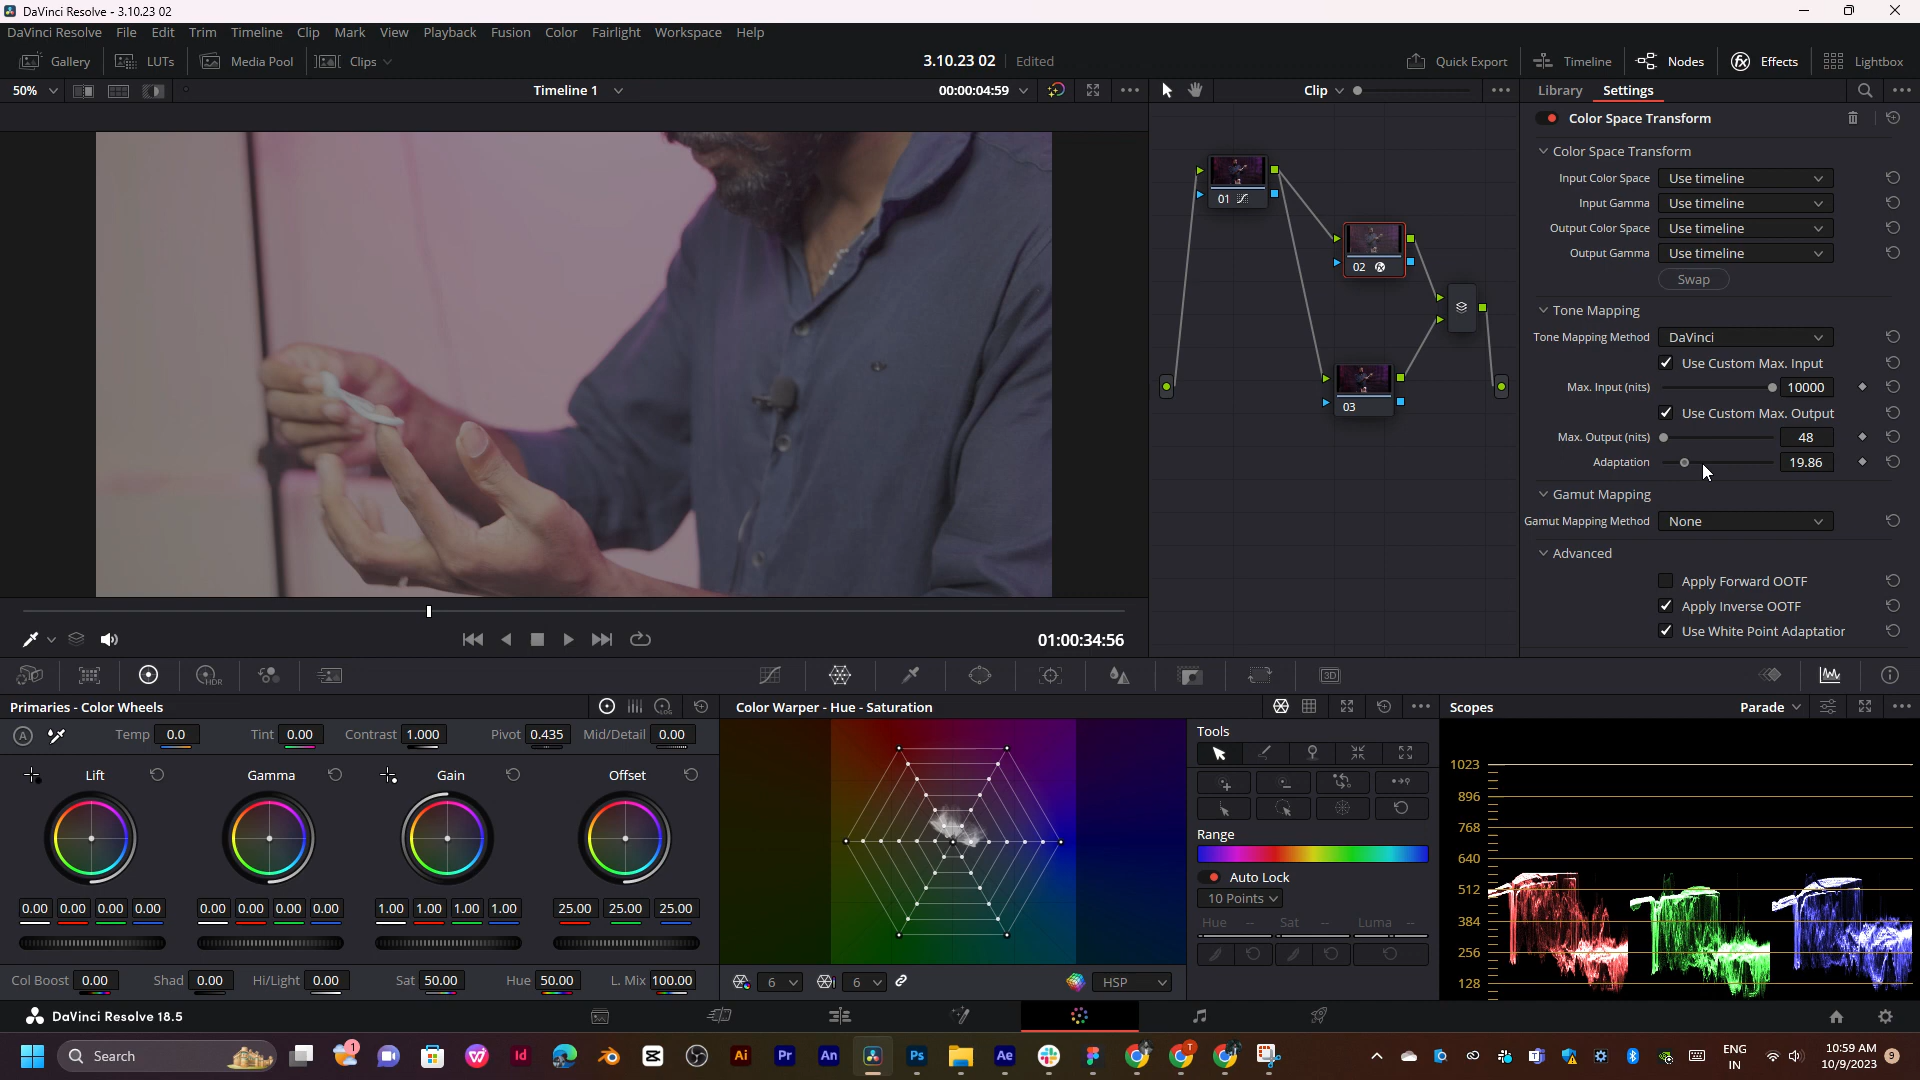 DaVinci Resolve - 3.10.23 02
DaVinci Resolve File Edit Trim Timeline Clip Mark View Playback Fusion Color Fairlight Workspace Help
Gallery LUTs Media Pool Clips 3.10.23 02 Edited Quick Export Timeline Nodes Effects Lightbox
50% Timeline 1 00:00:04:59 Clip Library Settings
Color Space Transform
Color Space Transform
Input Color Space Use timeline
Input Gamma Use timeline
Output Color Space Use timeline
Output Gamma Use timeline
Swap
Tone Mapping
Tone Mapping Method DaVinci
Use Custom Max. Input
Max. Input (nits) 10000
Use Custom Max. Output
Max. Output (nits) 48
Adaptation 19.86
Gamut Mapping
Gamut Mapping Method None
Advanced
Apply Forward OOTF
Apply Inverse OOTF
Use White Point Adaptation
01
02
03
01:00:34:56
HDR
LOG
3D
Primaries - Color Wheels
A Temp 0.0 Tint 0.00 Contrast 1.000 Pivot 0.435 Mid/Detail 0.00
Lift Gamma Gain Offset
0.00 0.00 0.00 0.00 0.00 0.00 0.00 0.00 1.00 1.00 1.00 1.00 25.00 25.00 25.00
Col Boost 0.00 Shad 0.00 Hi/Light 0.00 Sat 50.00 Hue 50.00 L. Mix 100.00
Color Warper - Hue - Saturation
Tools
Range
Auto Lock
10 Points
Hue -- Sat -- Luma --
6 6 HSP
Scopes Parade
1023
896
768
640
512
384
256
128
DaVinci Resolve 18.5
Search 1 Id Ai Pr An Ps Ae T ENG IN 10:59 AM 10/9/2023 9